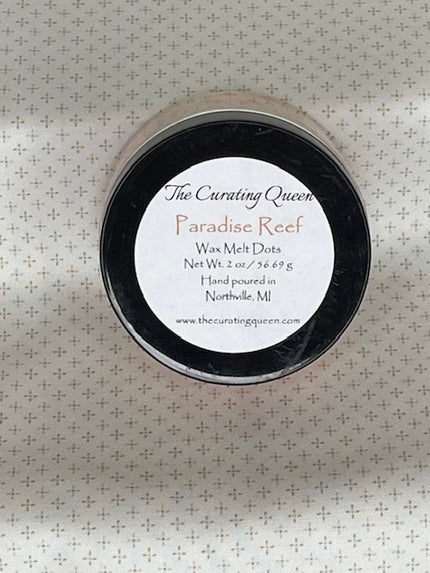 The Curating Queen
Paradise Reef
Wax Melt Dots
Net Wt. 2 oz / 56.69 g
Hand poured in
Northville, MI
www.thecuratingqueen.com